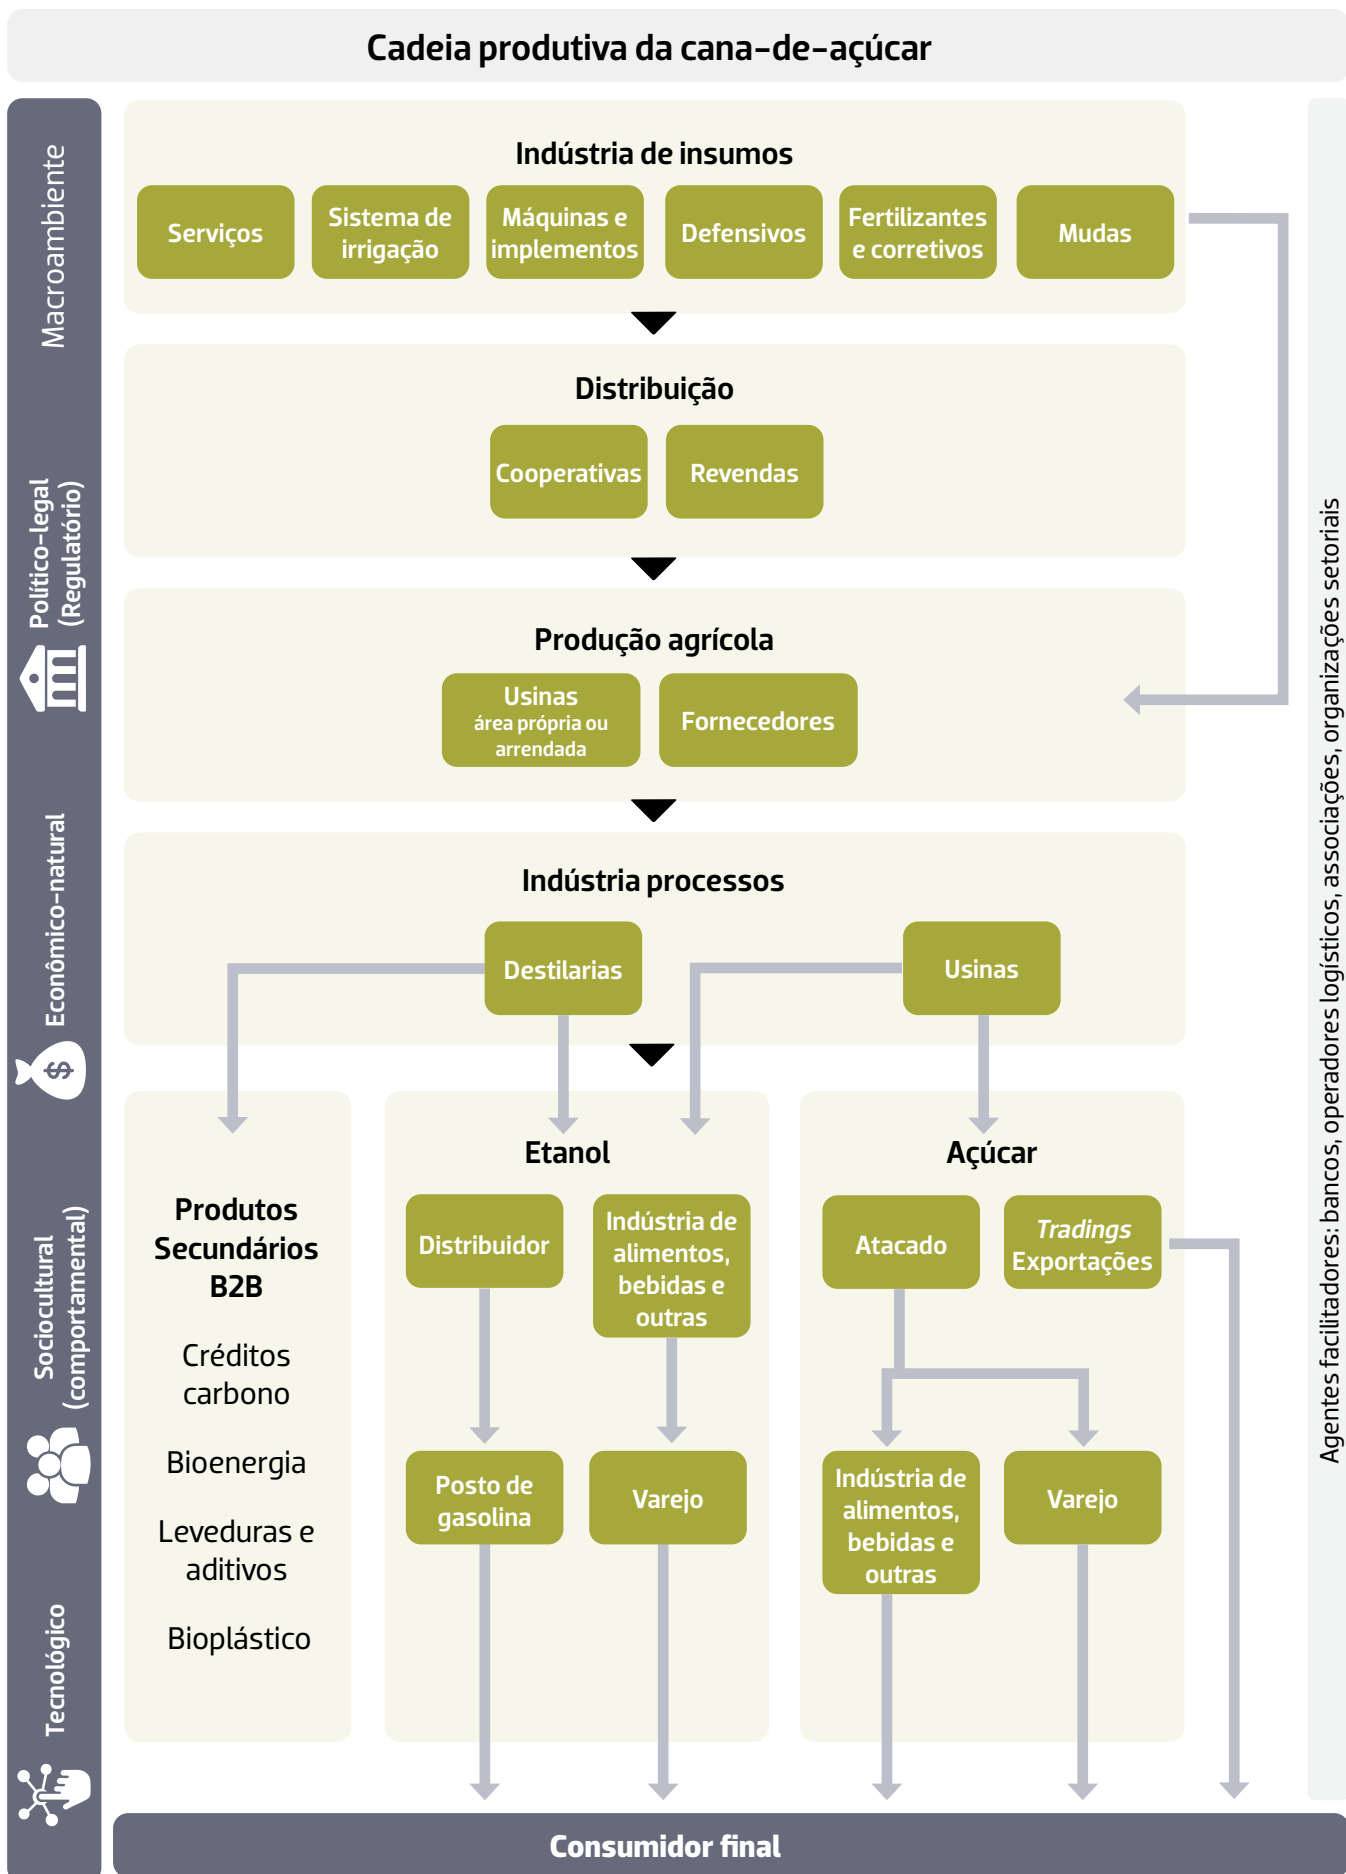 Cadeia produtiva da cana-de-açúcar
Macroambiente
Político-legal
(Regulatório)
Econômico-natural
$
Sociocultural
(comportamental)
Tecnológico
Indústria de insumos
Serviços
Sistema de
irrigação
Máquinas e
implementos
Defensivos
Fertilizantes
e corretivos
Mudas
Distribuição
Cooperativas
Revendas
Produção agrícola
Usinas
área própria ou
arrendada
Fornecedores
Indústria processos
Destilarias
Usinas
Produtos
Secundários
B2B
Créditos
carbono
Bioenergia
Leveduras e
aditivos
Bioplástico
Etanol
Distribuidor
Indústria de
alimentos,
bebidas e
outras
Posto de
gasolina
Varejo
Açúcar
Atacado
Tradings
Exportações
Indústria de
alimentos,
bebidas e
outras
Varejo
Agentes facilitadores: bancos, operadores logísticos, associações, organizações setoriais
Consumidor final